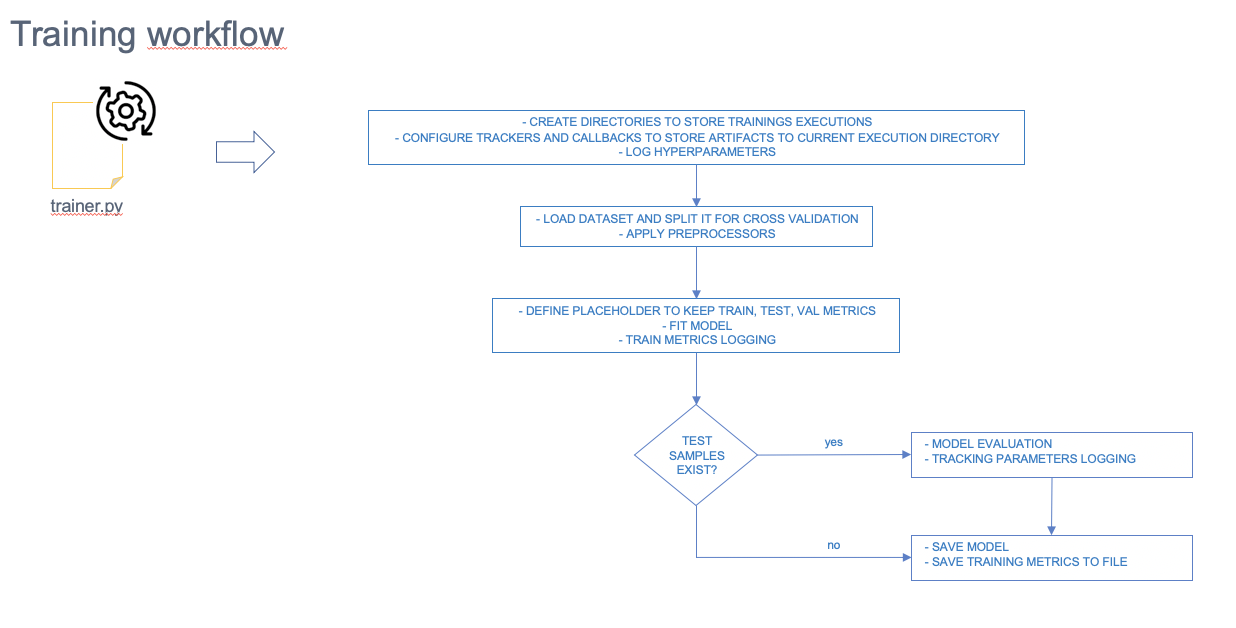 Training workflow
trainer.py
- CREATE DIRECTORIES TO STORE TRAININGS EXECUTIONS
- CONFIGURE TRACKERS AND CALLBACKS TO STORE ARTIFACTS TO CURRENT EXECUTION DIRECTORY
- LOG HYPERPARAMETERS
- LOAD DATASET AND SPLIT IT FOR CROSS VALIDATION
- APPLY PREPROCESSORS
- DEFINE PLACEHOLDER TO KEEP TRAIN, TEST, VAL METRICS
- FIT MODEL
- TRAIN METRICS LOGGING
TEST
SAMPLES
EXIST?
yes
- MODEL EVALUATION
- TRACKING PARAMETERS LOGGING
no
- SAVE MODEL
- SAVE TRAINING METRICS TO FILE